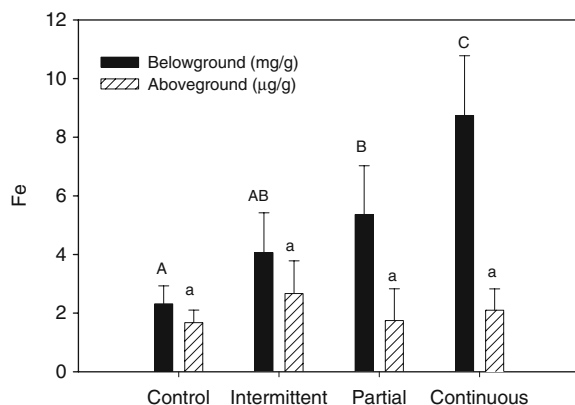 12
10
8
6
4
2
0
Fe
Belowground (mg/g)
Aboveground (μg/g)
A
a
AB
a
B
a
C
a
Control Intermittent Partial Continuous